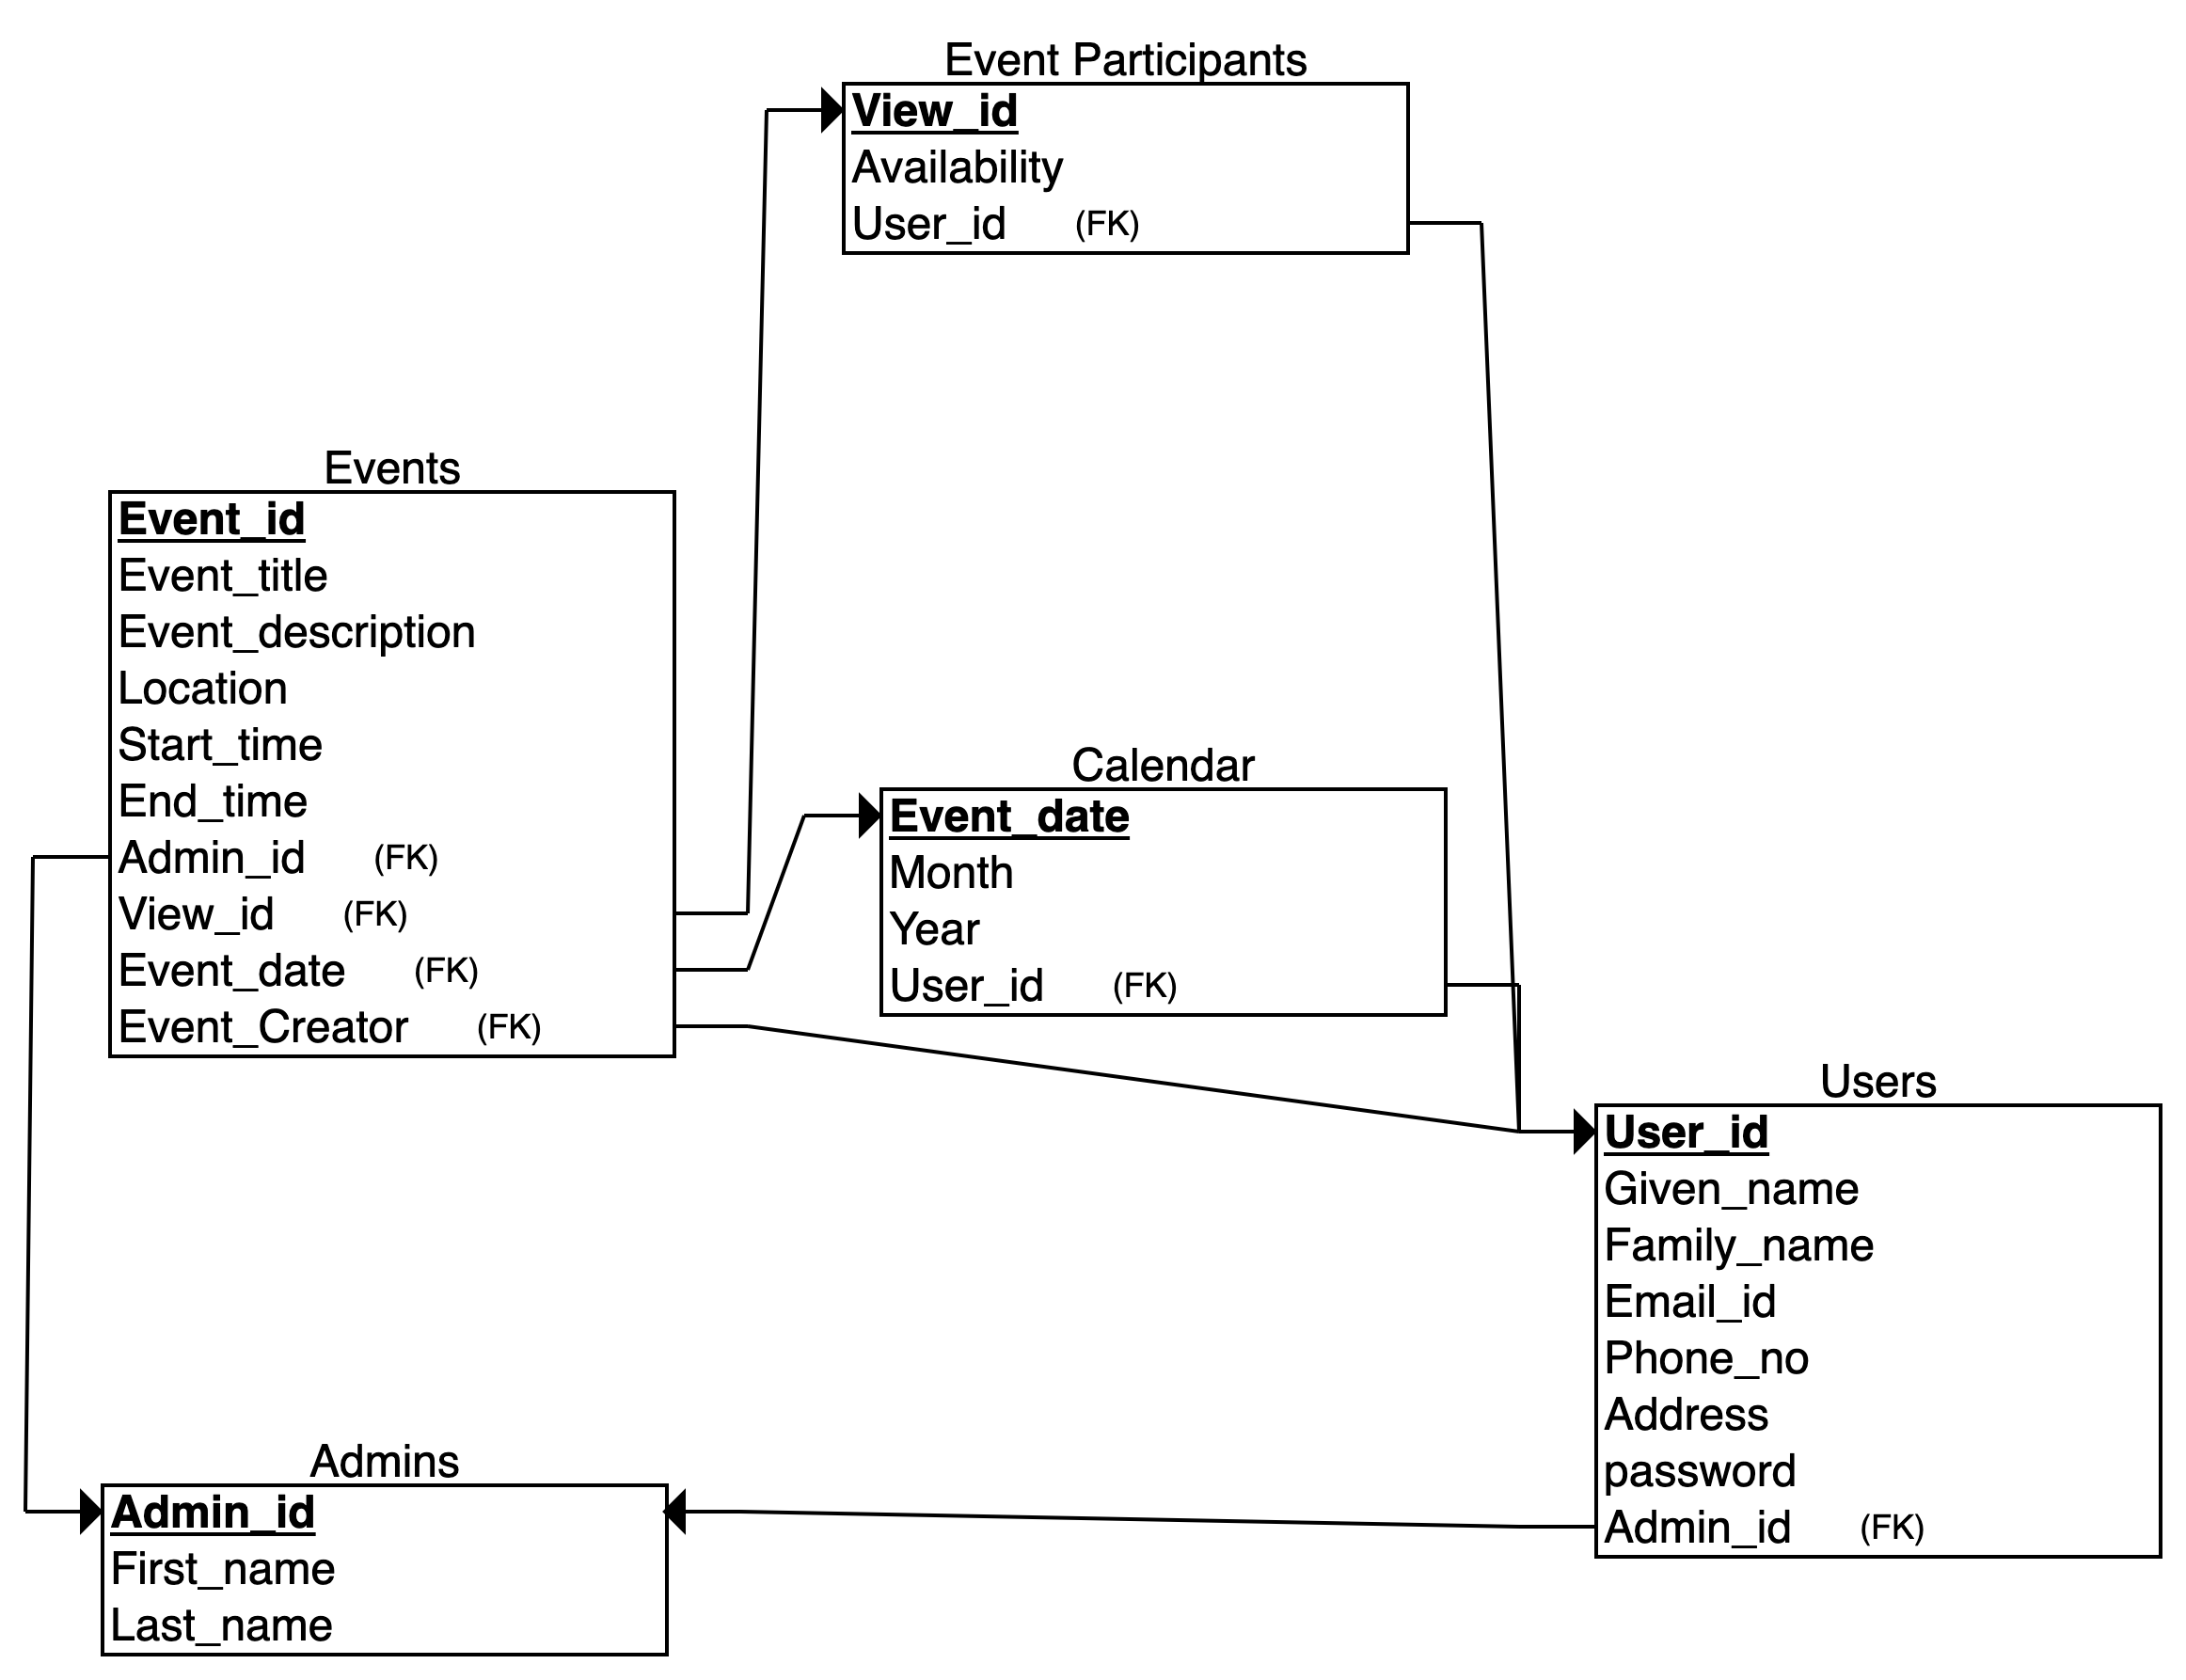 Event Participants
View_id
Availability
User_id (FK)
Events
Event_id
Event_title
Event_description
Location
Start_time
End_time
Admin_id (FK)
View_id (FK)
Event_date (FK)
Event_Creator (FK)
Calendar
Event_date
Month
Year
User_id (FK)
Users
User_id
Given_name
Family_name
Email_id
Phone_no
Address
password
Admin_id (FK)
Admins
Admin_id
First_name
Last_name